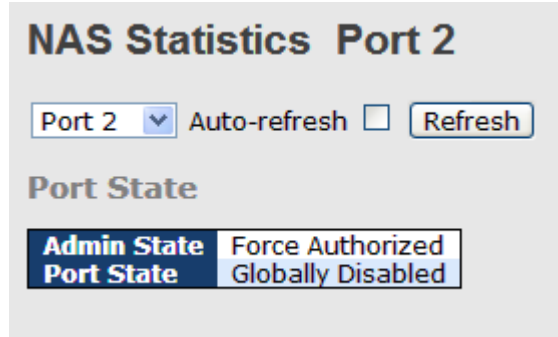 NAS Statistics  Port 2
Port 2 Auto-refresh Refresh
Port State
Admin State Force Authorized
Port State Globally Disabled